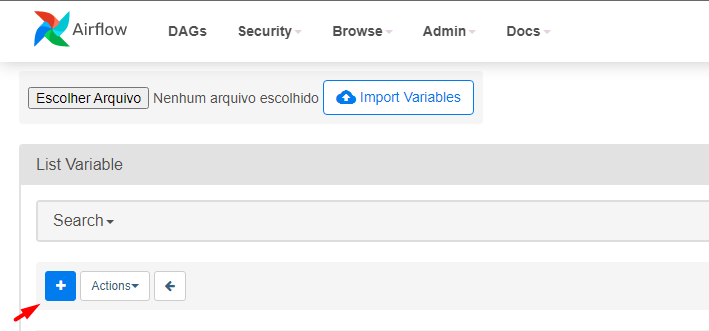 Airflow DAGs Security Browse Admin Docs
Escolher Arquivo Nenhum arquivo escolhido Import Variables
List Variable
Search
Actions